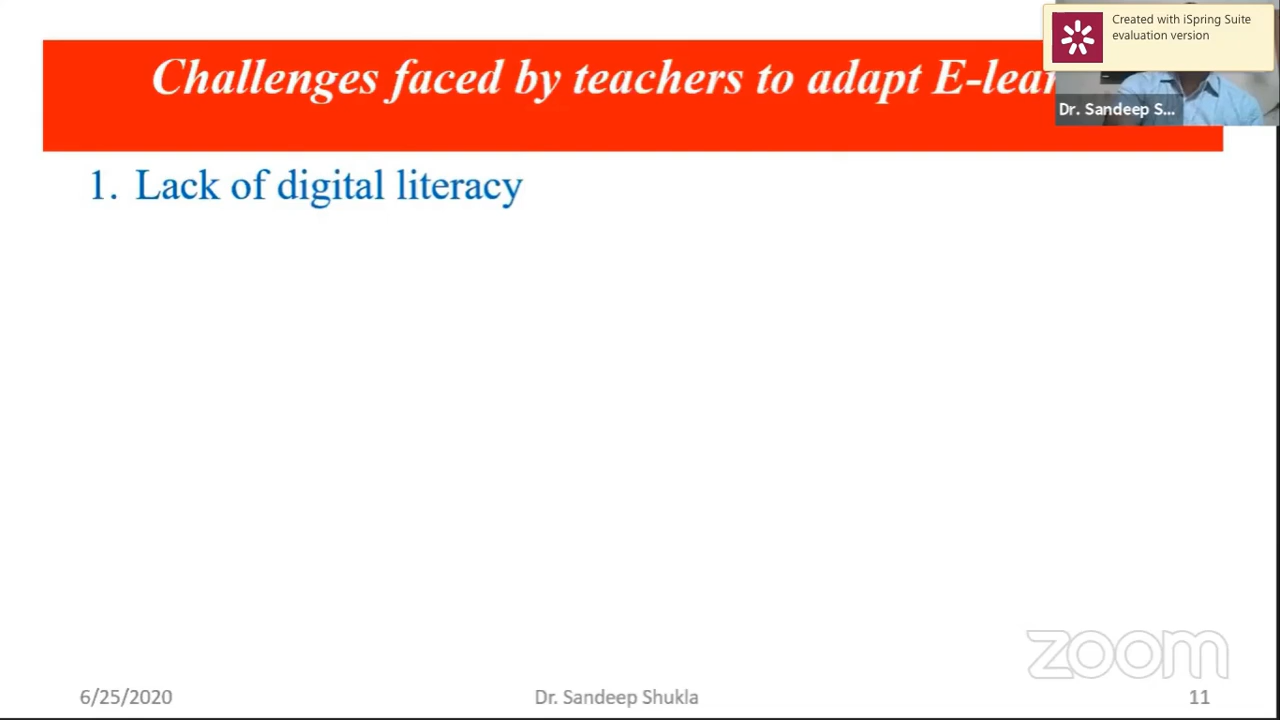 Created with iSpring Suite
evaluation version
Challenges faced by teachers to adapt E-lear
Dr. Sandeep S...
1. Lack of digital literacy
zoom
6/25/2020
Dr. Sandeep Shukla
11